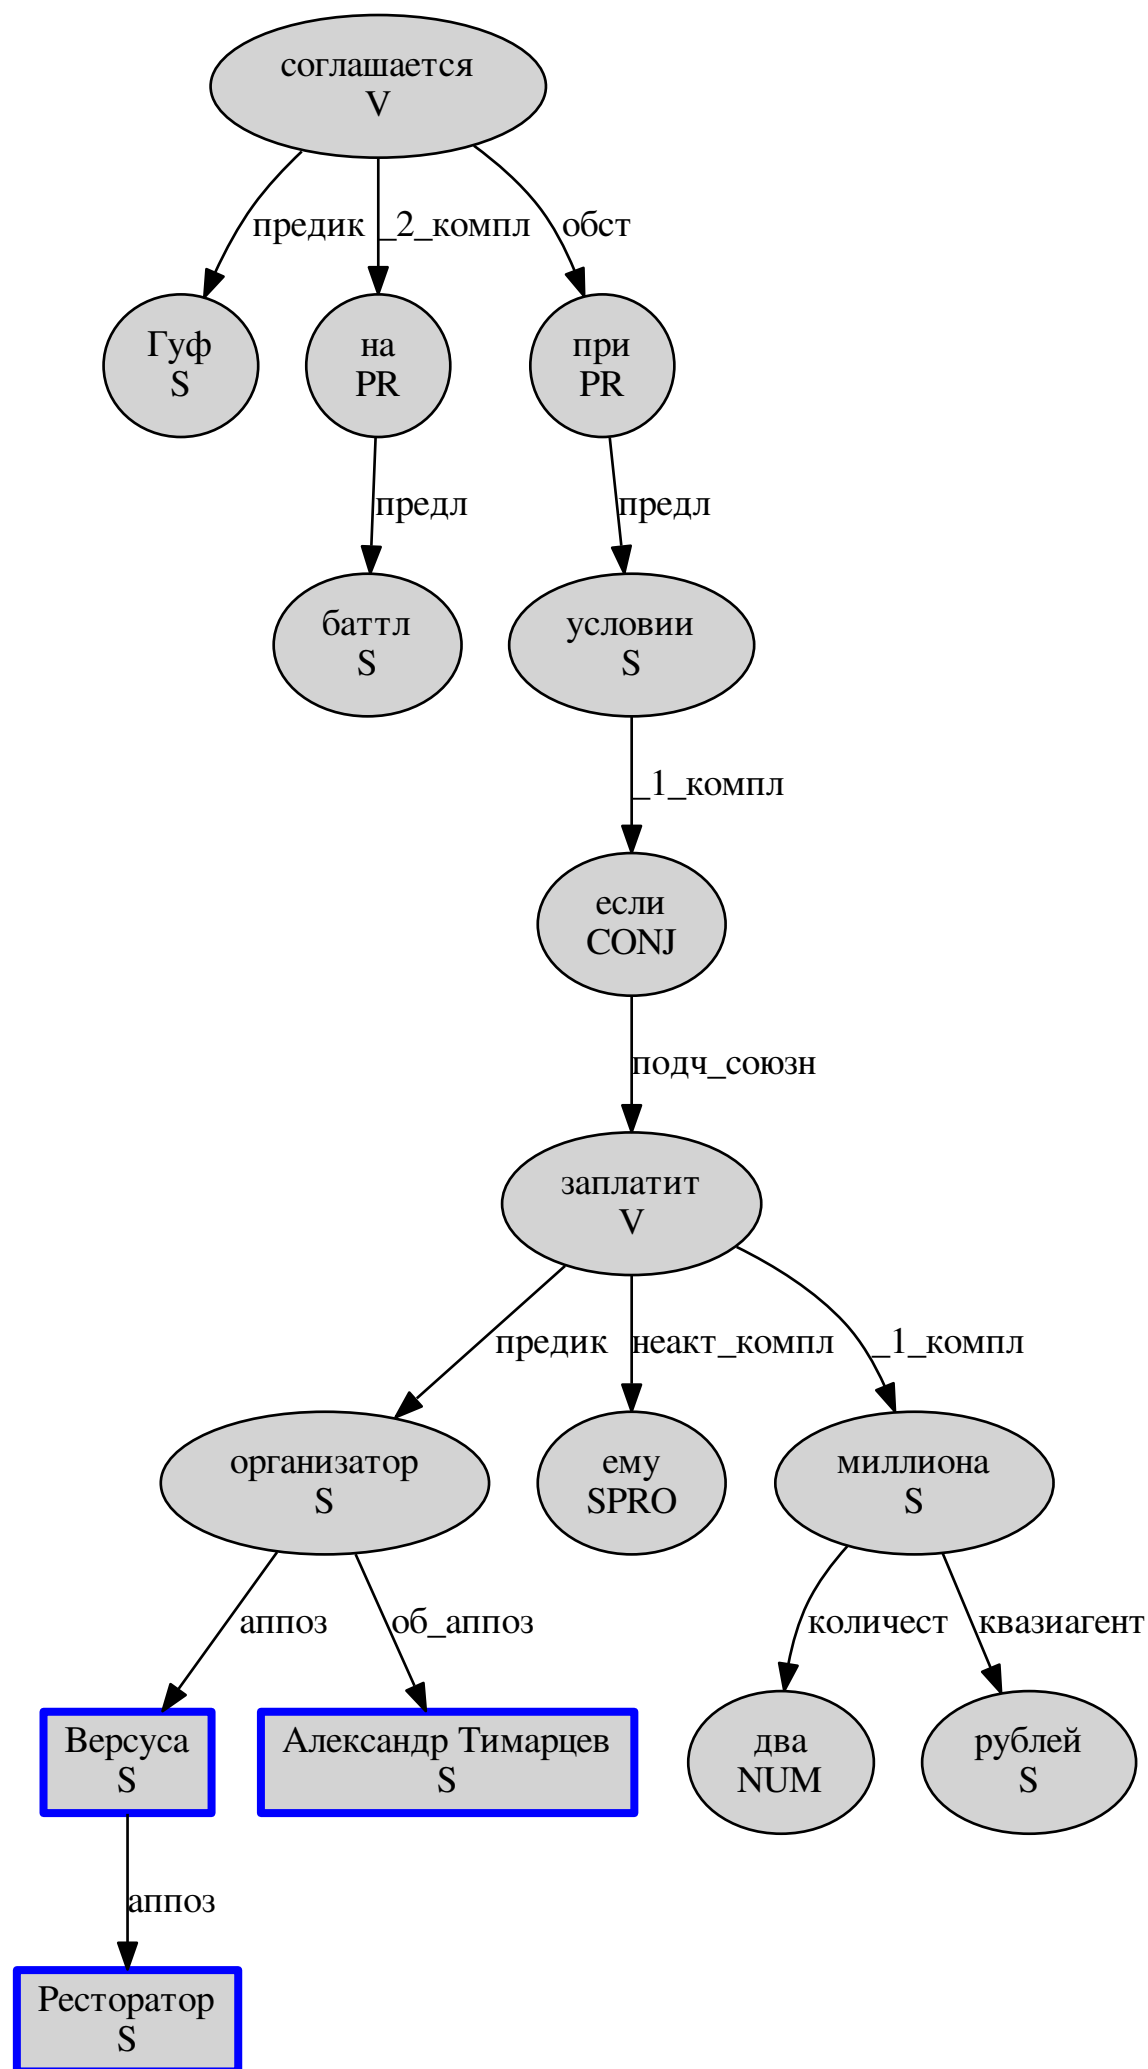 соглашается
V
предик
_2_компл
обст
Гуф
S
на
PR
при
PR
предл
предл
баттл
S
условии
S
_1_компл
если
CONJ
подч_союзн
заплатит
V
предик
неакт_компл
_1_компл
организатор
S
ему
SPRO
миллиона
S
аппоз
об_аппоз
количест
квазиагент
Версуса
S
Александр Тимарцев
S
два
NUM
рублей
S
аппоз
Ресторатор
S